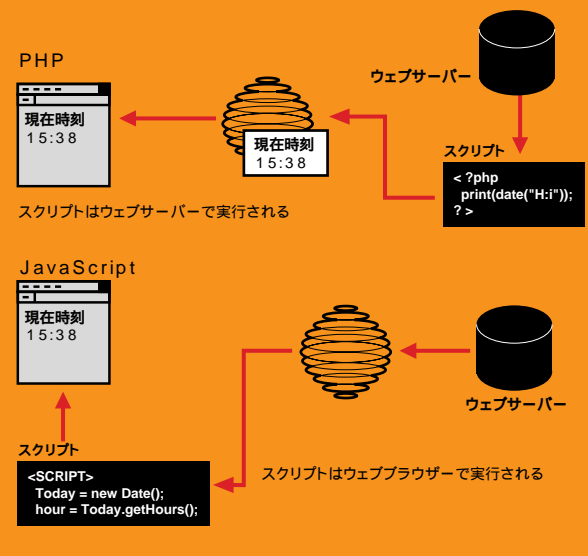 PHP
ウェブサーバー
現在時刻
15:38
現在時刻
15:38
スクリプト
< ?php
print(date("H:i"));
? >
スクリプトはウェブサーバーで実行される
JavaScript
現在時刻
15:38
ウェブサーバー
スクリプト
<SCRIPT>
Today = new Date();
hour = Today.getHours();
スクリプトはウェブブラウザーで実行される